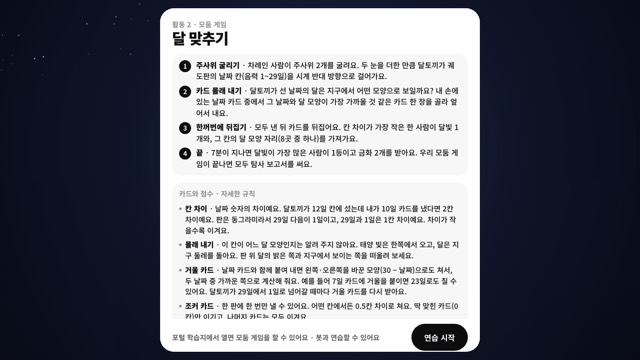 활동 2 · 모둠 게임
달 맞추기
1 주사위 굴리기 · 차례인 사람이 주사위 2개를 굴려요. 두 눈을 더한 만큼 달토끼가 궤
도판의 날짜 칸(음력 1~29일)을 시계 반대 방향으로 걸어가요.
2 카드 몰래 내기 · 달토끼가 선 날짜의 달은 지구에서 어떤 모양으로 보일까요? 내 손에
있는 날짜 카드 중에서 그 날짜와 달 모양이 가장 가까울 것 같은 카드 한 장을 골라 엎
어서 내요.
3 한꺼번에 뒤집기 · 모두 낸 뒤 카드를 뒤집어요. 칸 차이가 가장 작은 한 사람이 달빛 1
개와, 그 칸의 달 모양 자리(8곳 중 하나)를 가져가요.
4 끝 · 7분이 지나면 달빛이 가장 많은 사람이 1등이고 금화 2개를 받아요. 우리 모둠 게
임이 끝나면 모두 탐사 보고서를 써요.
카드와 점수 · 자세한 규칙
칸 차이 · 날짜 숫자의 차이예요. 달토끼가 12일 칸에 섰는데 내가 10일 카드를 냈다면 2칸
차이예요. 판은 동그라미라서 29일 다음이 1일이고, 29일과 1일은 1칸 차이예요. 차이가 작
을수록 이겨요.
몰래 내기 · 이 칸이 어느 달 모양인지는 알려 주지 않아요. 태양 빛은 한쪽에서 오고, 달은 지
구 둘레를 돌아요. 판 위 달의 밝은 쪽과 지구에서 보이는 쪽을 떠올려 보세요.
거울 카드 · 날짜 카드와 함께 붙여 내면 왼쪽·오른쪽을 바꾼 모양(30 − 날짜)으로도 쳐서,
두 날짜 중 가까운 쪽으로 계산해 줘요. 예를 들어 7일 카드에 거울을 붙이면 23일로도 칠 수
있어요. 달토끼가 29일에서 1일로 넘어갈 때마다 거울 카드를 다시 받아요.
조커 카드 · 한 판에 한 번만 낼 수 있어요. 어떤 칸에서든 0.5칸 차이로 쳐요. 딱 맞힌 카드(0
칸)만 이기고, 나머지 카드는 모두 이겨요.
포털 학습지에서 열면 모둠 게임을 할 수 있어요 · 봇과 연습할 수 있어요
연습 시작